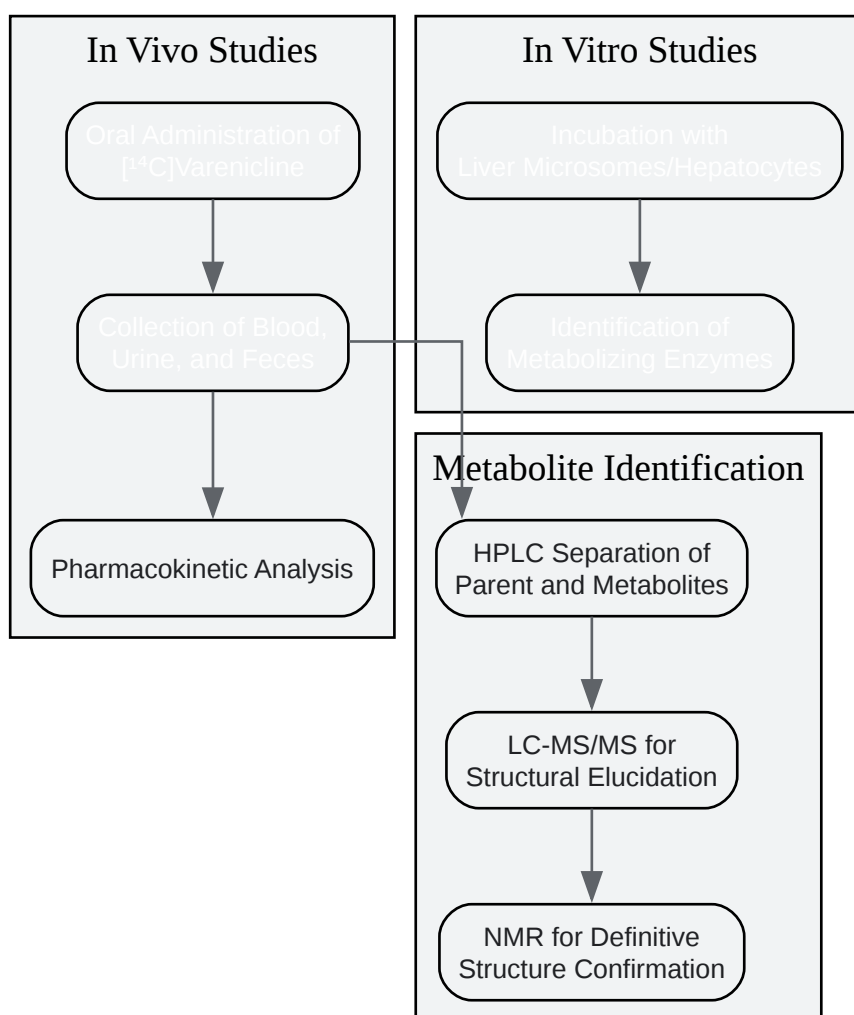 In Vivo Studies
Oral Administration of
[¹⁴C]Varenicline
Collection of Blood,
Urine, and Feces
Pharmacokinetic Analysis
In Vitro Studies
Incubation with
Liver Microsomes/Hepatocytes
Identification of
Metabolizing Enzymes
Metabolite Identification
HPLC Separation of
Parent and Metabolites
LC-MS/MS for
Structural Elucidation
NMR for Definitive
Structure Confirmation